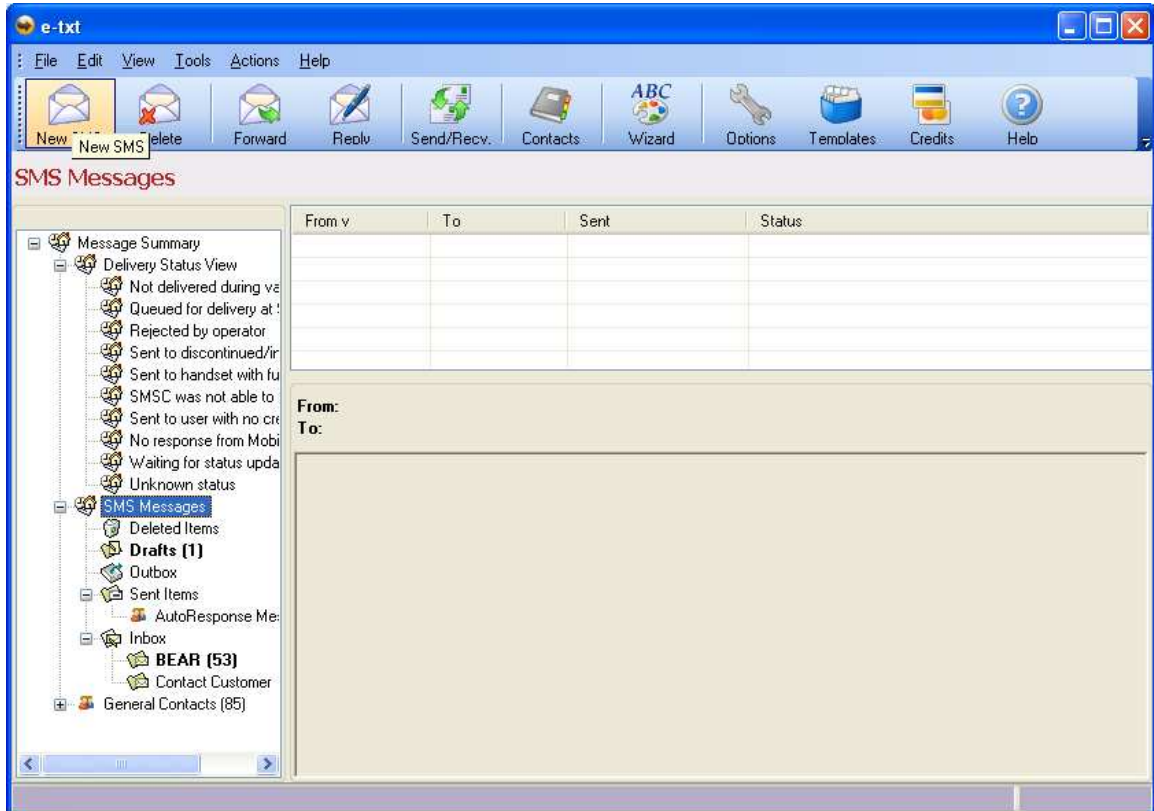 e-txt
File Edit View Tools Actions Help
ABC
New Delete Forward Reply Send/Recv. Contacts Wizard Options Templates Credits Help
New SMS
SMS Messages
From v To Sent Status
Message Summary
Delivery Status View
Not delivered during va
Queued for delivery at
Rejected by operator
Sent to discontinued/ir
Sent to handset with fu
SMSC was not able to
Sent to user with no cre
No response from Mobi
Waiting for status upda
Unknown status
SMS Messages
Deleted Items
Drafts (1)
Outbox
Sent Items
AutoResponse Me
Inbox
BEAR (53)
Contact Customer
General Contacts (85)
From:
To: